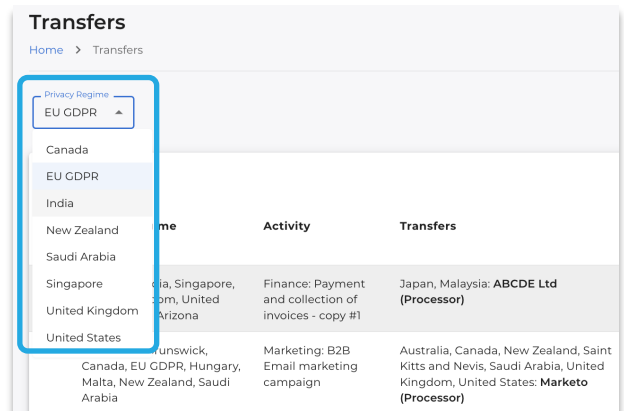 Transfers
Home > Transfers
Privacy Regime
EU GDPR
Canada
EU GDPR
India
New Zealand
Saudi Arabia
Singapore
United Kingdom
United States
me
Activity
Transfers
ia, Singapore,
om, United
Arizona
Finance: Payment
and collection of
invoices - copy #1
Japan, Malaysia: ABCDE Ltd
(Processor)
runswick,
Canada, EU GDPR, Hungary,
Malta, New Zealand, Saudi
Arabia
Marketing: B2B
Email marketing
campaign
Australia, Canada, New Zealand, Saint
Kitts and Nevis, Saudi Arabia, United
Kingdom, United States: Marketo
(Processor)